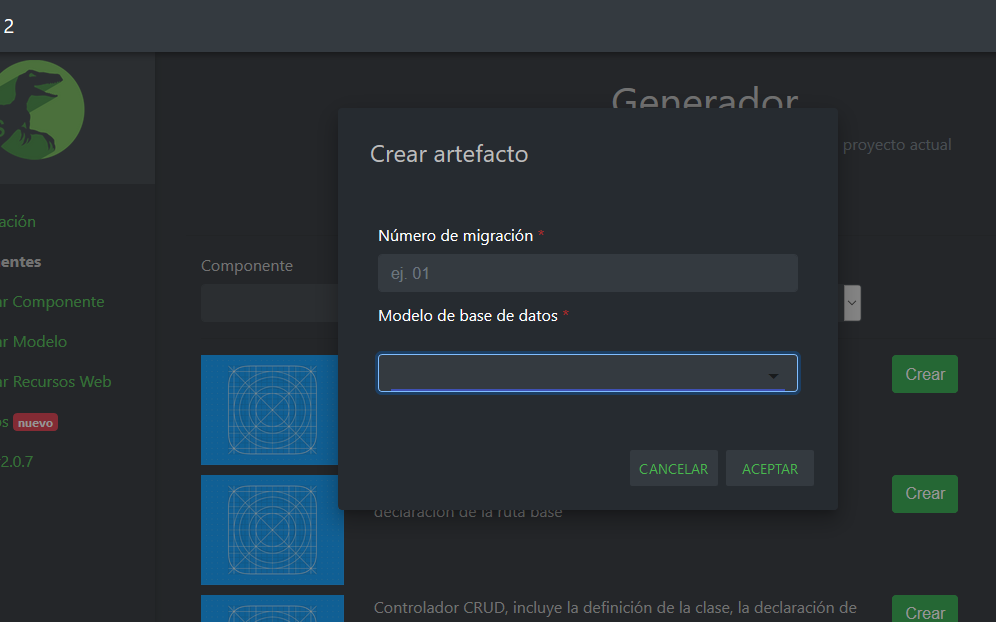 2
Generador
proyecto actual
Crear artefacto
Número de migración *
ej. 01
Modelo de base de datos *
CANCELAR
ACEPTAR
ación
entes
ar Componente
ar Modelo
ar Recursos Web
os nuevo
2.0.7
Componente
Crear
declaración de la ruta base
Crear
Controlador CRUD, incluye la definición de la clase, la declaración de
Crear